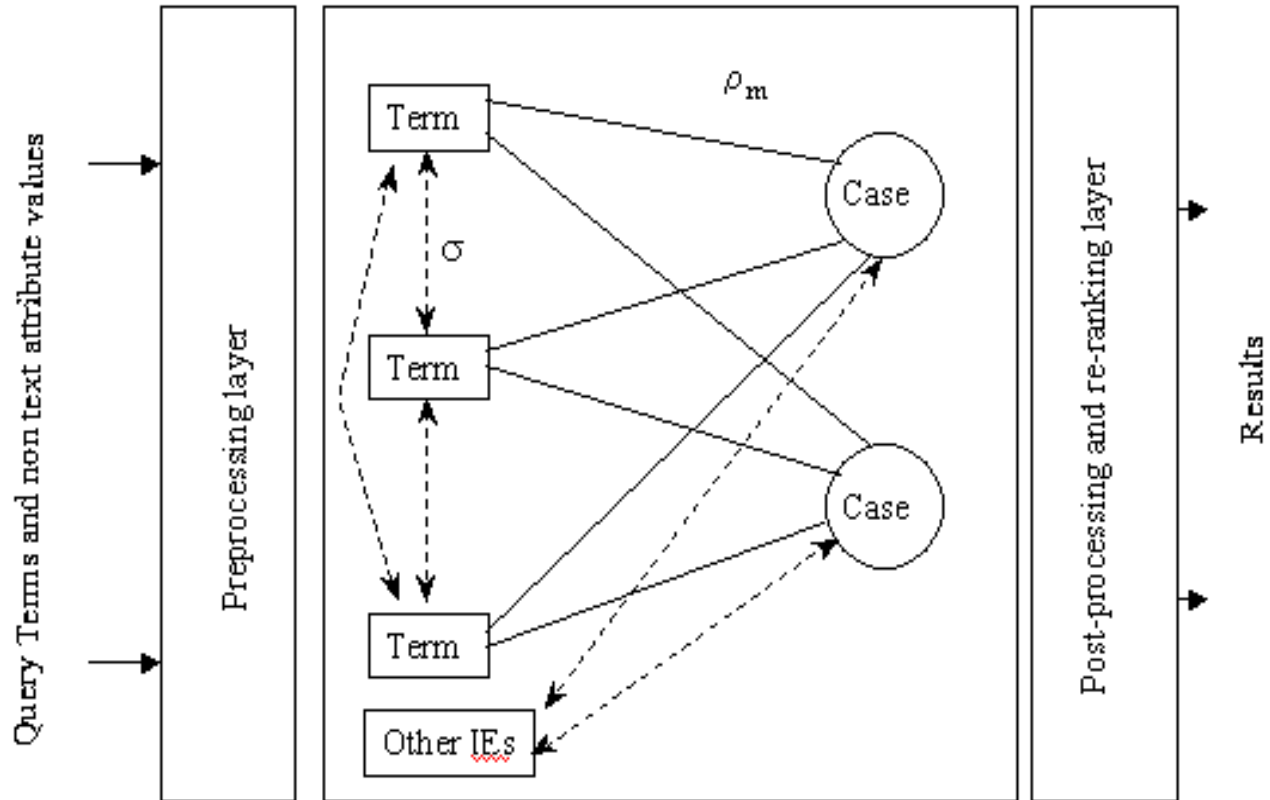 Query Terms and non text attribute values
Preprocessing layer
Term
σ
Term
Term
Other IEs
ρm
Case
Case
Post-processing and re-ranking layer
Results